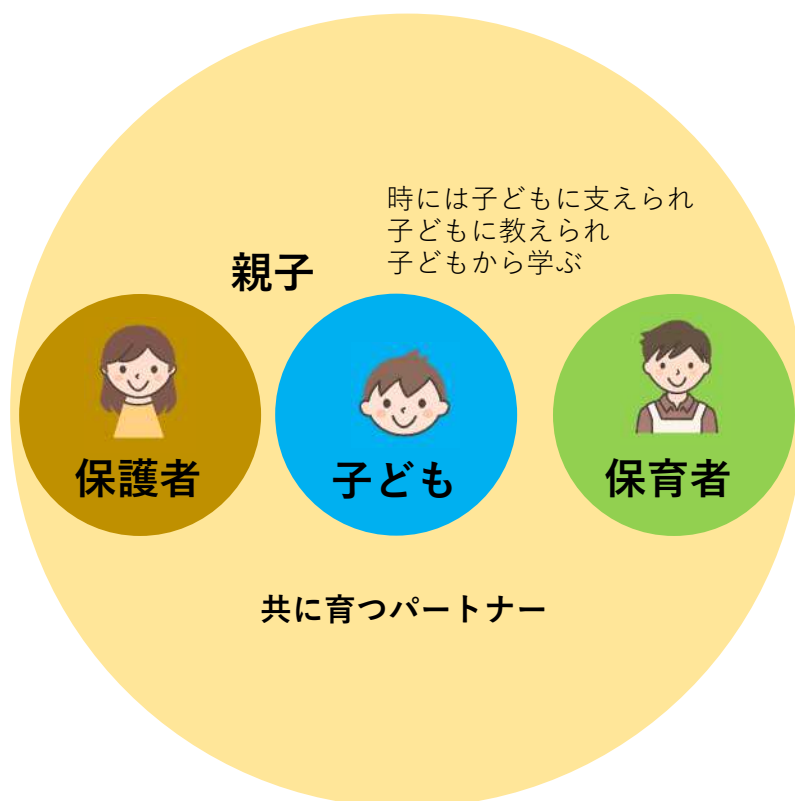 時には子どもに支えられ
子どもに教えられ
子どもから学ぶ
親子
保護者
子ども
保育者
共に育つパートナー